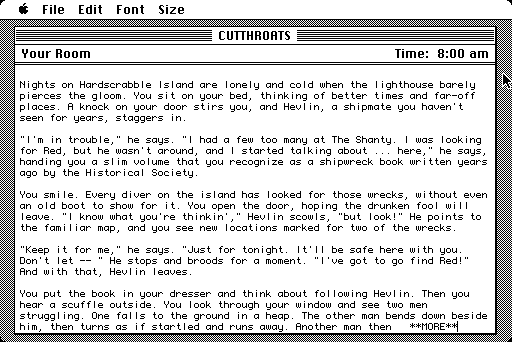 File Edit Font Size
CUTTHROATS
Your Room Time: 8:00 am
Nights on Hardscrabble Island are lonely and cold when the lighthouse barely
pierces the gloom. You sit on your bed, thinking of better times and far-off
places. A knock on your door stirs you, and Hevlin, a shipmate you haven't
seen for years, staggers in.
"I'm in trouble," he says. "I had a few too many at The Shanty. I was looking
for Red, but he wasn't around, and I started talking about ... here," he says,
handing you a slim volume that you recognize as a shipwreck book written years
ago by the Historical Society.
You smile. Every diver on the island has looked for those wrecks, without even
an old boot to show for it. You open the door, hoping the drunken fool will
leave. "I know what you're thinkin'," Hevlin scowls, "but look!" He points to
the familiar map, and you see new locations marked for two of the wrecks.
"Keep it for me," he says. "Just for tonight. It'll be safe here with you.
Don't let -- " He stops and broods for a moment. "I've got to go find Red!"
And with that, Hevlin leaves.
You put the book in your dresser and think about following Hevlin. Then you
hear a scuffle outside. You look through your window and see two men
struggling. One falls to the ground in a heap. The other man bends down beside
him, then turns as if startled and runs away. Another man then **MORE**